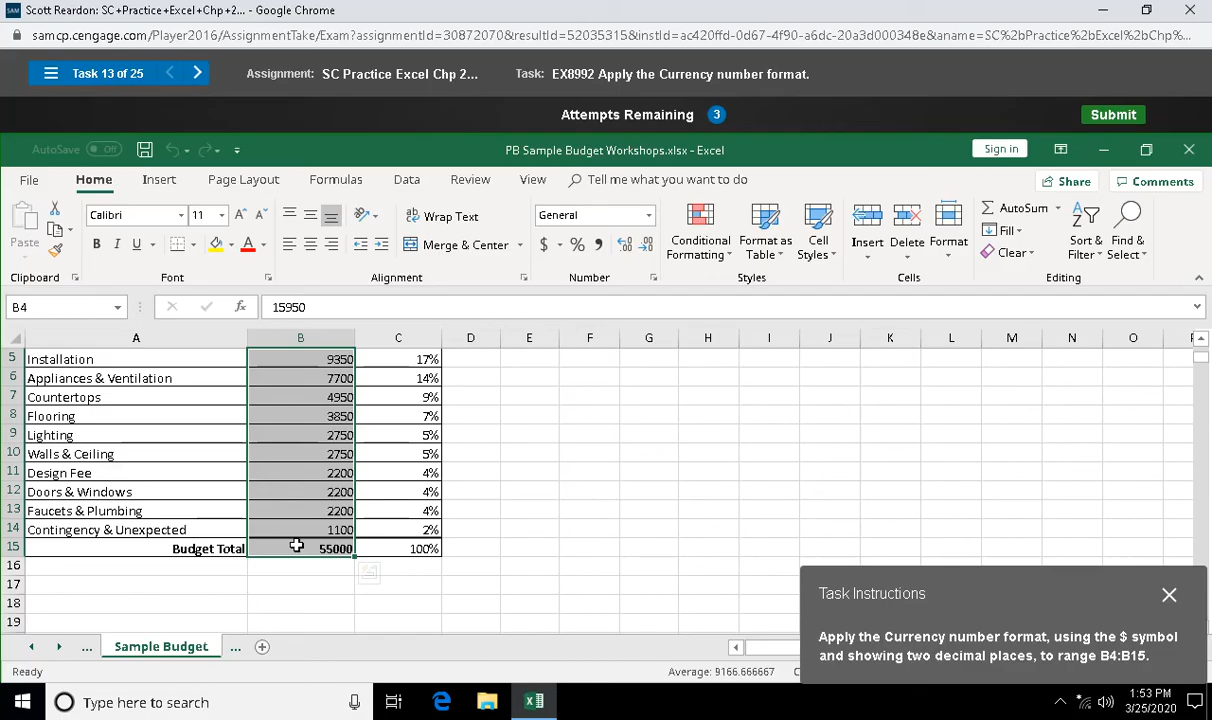 Scott Reardon: SC+Practice+Excel+Chp+2... - Google Chrome
samcp.cengage.com/Player2016/AssignmentTake/Exam?assignmentId=30872070&resultId=52035315&instId=ac420ffd-0d67-4f90-a6dc-20a3d000348e&aname=SC%2bPractice%2bExcel%2bChp%...
Task 13 of 25
Assignment: SC Practice Excel Chp 2...
Task: EX8992 Apply the Currency number format.
Attempts Remaining 3
Submit
AutoSave Off
PB Sample Budget Workshops.xlsx - Excel
Sign in
File Home Insert Page Layout Formulas Data Review View Tell me what you want to do
Share Comments
Paste Calibri 11 Wrap Text General
B I U A Merge & Center $ % Conditional Formatting Format as Table Cell Styles Insert Delete Format
AutoSum
Fill
Clear
Sort & Filter Find & Select
Clipboard Font Alignment Number Styles Cells Editing
B4 fx 15950
A B C D E F G H I J K L M N O
5 Installation 9350 17%
6 Appliances & Ventilation 7700 14%
7 Countertops 4950 9%
8 Flooring 3850 7%
9 Lighting 2750 5%
10 Walls & Ceiling 2750 5%
11 Design Fee 2200 4%
12 Doors & Windows 2200 4%
13 Faucets & Plumbing 2200 4%
14 Contingency & Unexpected 1100 2%
15 Budget Total 55000 100%
16
17
18
19
Task Instructions
Apply the Currency number format, using the $ symbol
and showing two decimal places, to range B4:B15.
... Sample Budget ...
Ready
Average: 9166.666667
Type here to search
1:53 PM
3/25/2020